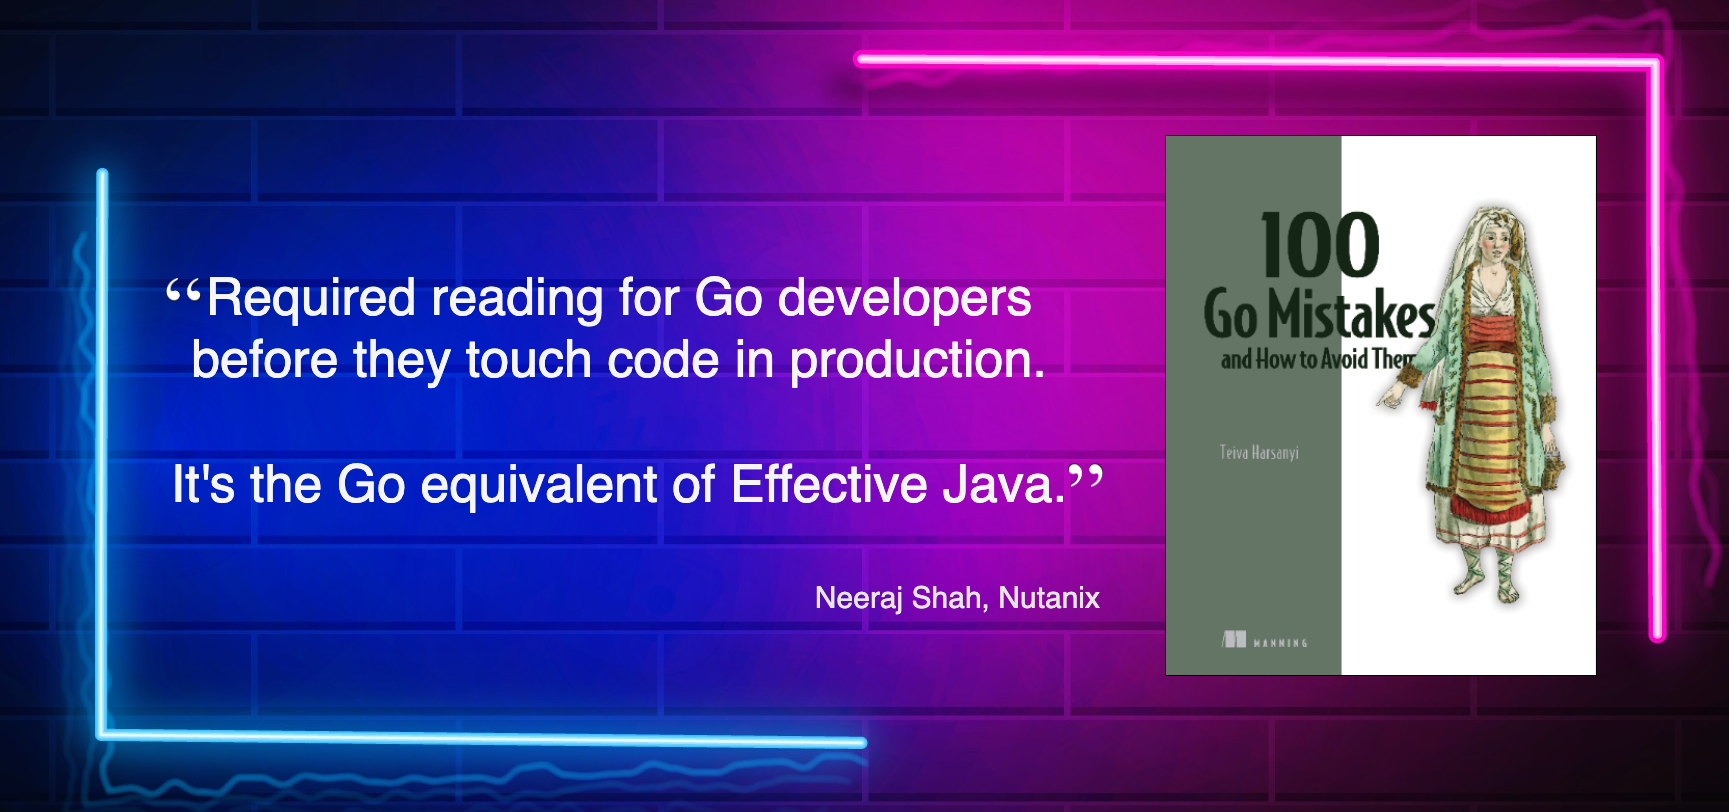 “Required reading for Go developers
before they touch code in production.
It's the Go equivalent of Effective Java.”
Neeraj Shah, Nutanix
100
Go Mistakes
and How to Avoid Them
Teiva Harsanyi
MANNING